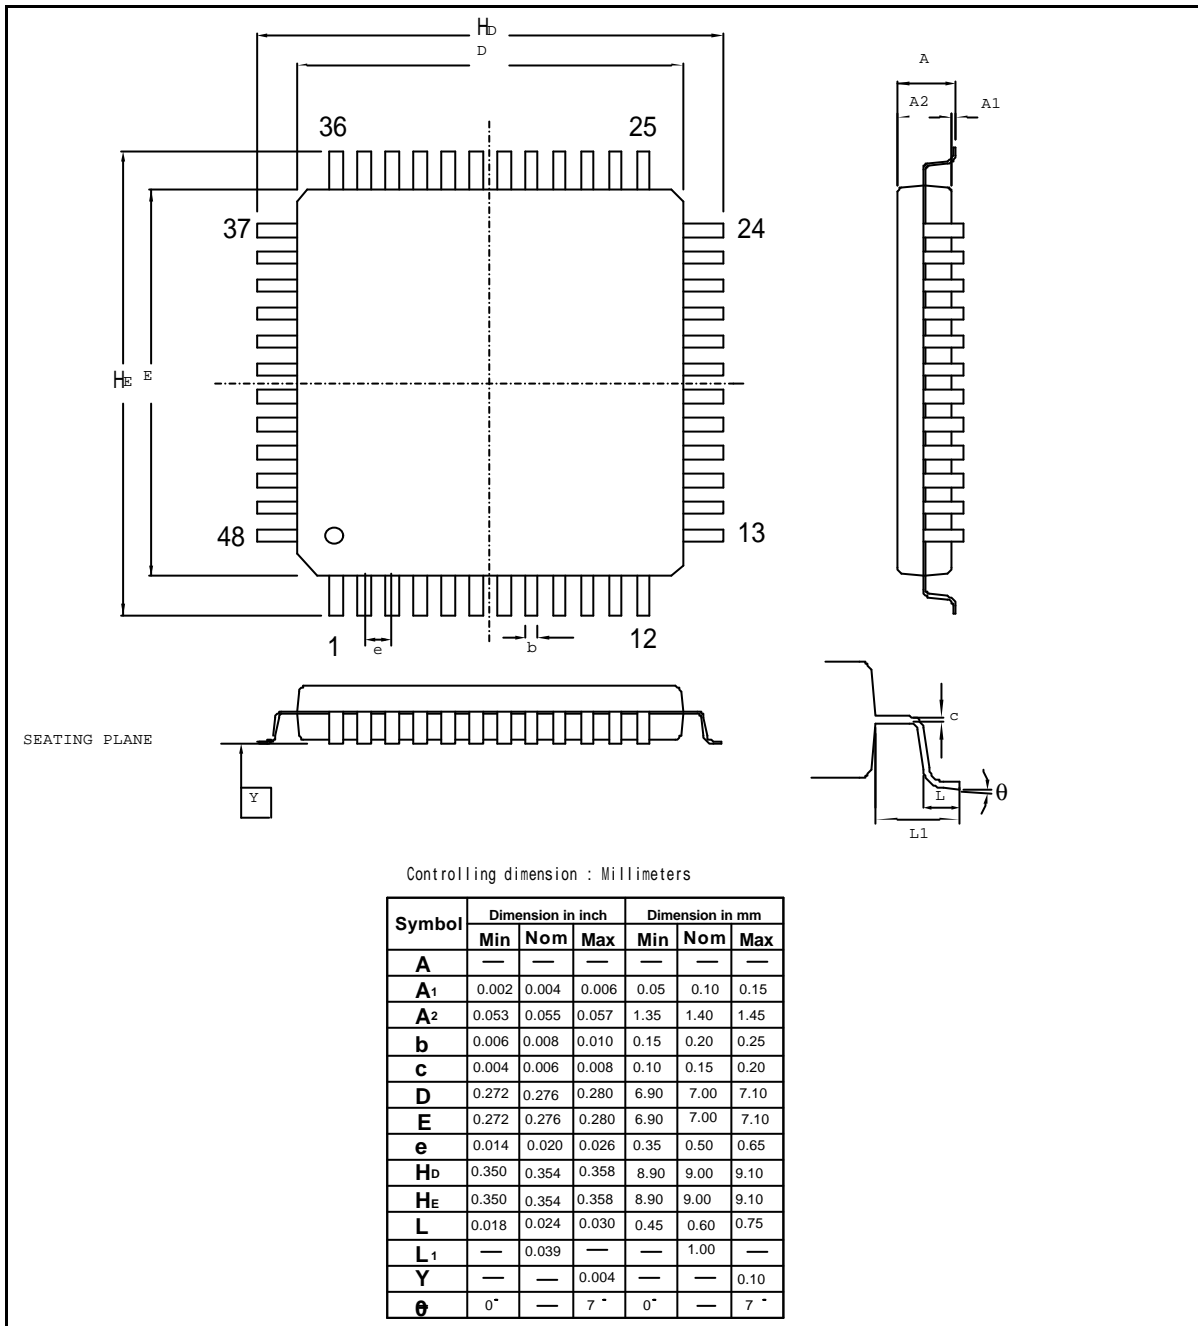 HD
D
A
A2 A1
36 25
37 24
HE E
48 13
1 e b 12
SEATING PLANE
Y
c
L θ
L1
Controlling dimension : Millimeters
Symbol Dimension in inch Dimension in mm
Min Nom Max Min Nom Max
A — — — — — —
A1 0.002 0.004 0.006 0.05 0.10 0.15
A2 0.053 0.055 0.057 1.35 1.40 1.45
b 0.006 0.008 0.010 0.15 0.20 0.25
c 0.004 0.006 0.008 0.10 0.15 0.20
D 0.272 0.276 0.280 6.90 7.00 7.10
E 0.272 0.276 0.280 6.90 7.00 7.10
e 0.014 0.020 0.026 0.35 0.50 0.65
HD 0.350 0.354 0.358 8.90 9.00 9.10
HE 0.350 0.354 0.358 8.90 9.00 9.10
L 0.018 0.024 0.030 0.45 0.60 0.75
L1 — 0.039 — — 1.00 —
Y — — 0.004 — — 0.10
θ 0° — 7° 0° — 7°